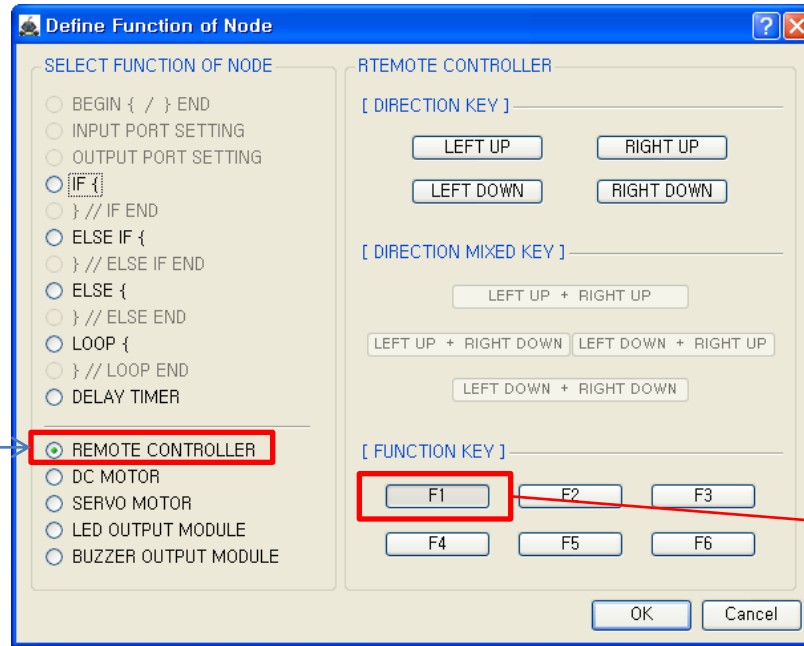 Define Function of Node
SELECT FUNCTION OF NODE
BEGIN { / } END
INPUT PORT SETTING
OUTPUT PORT SETTING
IF {
} // IF END
ELSE IF {
} // ELSE IF END
ELSE {
} // ELSE END
LOOP {
} // LOOP END
DELAY TIMER
REMOTE CONTROLLER
DC MOTOR
SERVO MOTOR
LED OUTPUT MODULE
BUZZER OUTPUT MODULE
RTEMOTE CONTROLLER
[ DIRECTION KEY ]
LEFT UP RIGHT UP
LEFT DOWN RIGHT DOWN
[ DIRECTION MIXED KEY ]
LEFT UP + RIGHT UP
LEFT UP + RIGHT DOWN LEFT DOWN + RIGHT UP
LEFT DOWN + RIGHT DOWN
[ FUNCTION KEY ]
F1 F2 F3
F4 F5 F6
OK Cancel